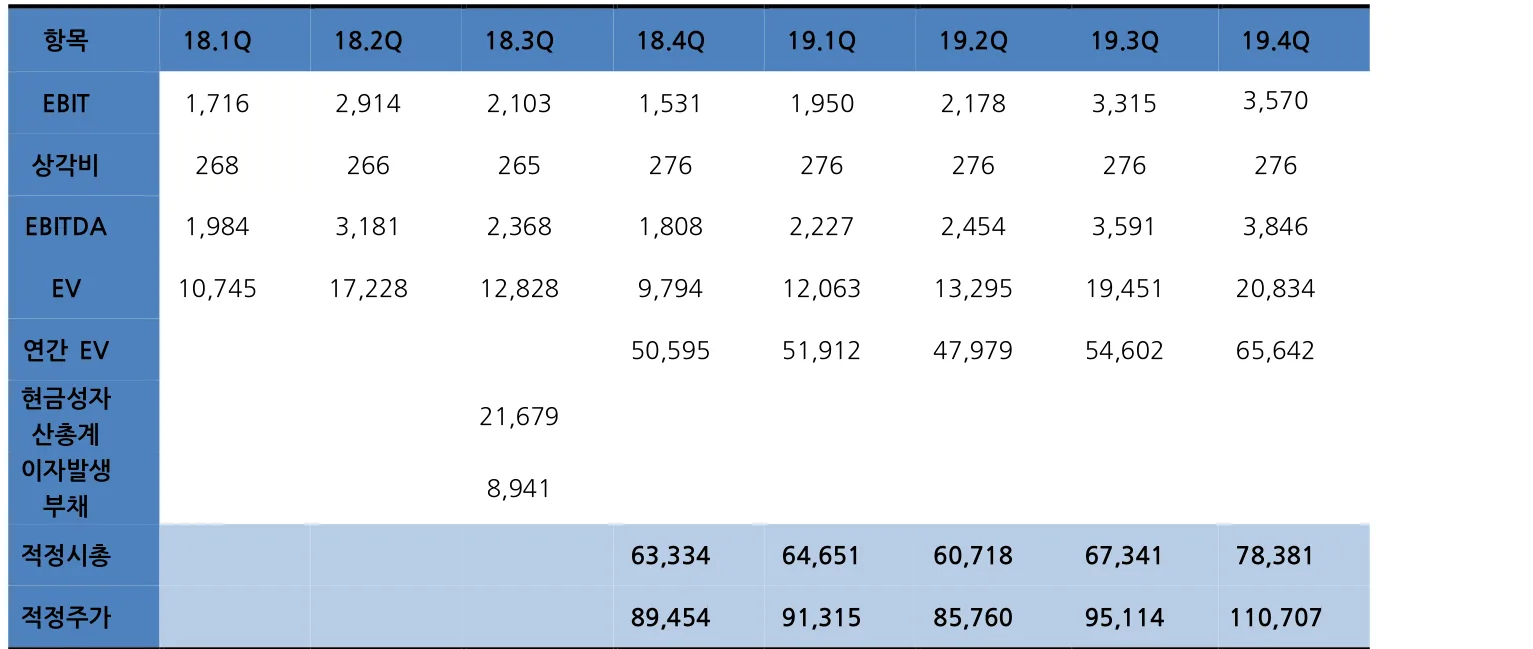 항목 18.1Q 18.2Q 18.3Q 18.4Q 19.1Q 19.2Q 19.3Q 19.4Q
EBIT 1,716 2,914 2,103 1,531 1,950 2,178 3,315 3,570
상각비 268 266 265 276 276 276 276 276
EBITDA 1,984 3,181 2,368 1,808 2,227 2,454 3,591 3,846
EV 10,745 17,228 12,828 9,794 12,063 13,295 19,451 20,834
연간 EV 50,595 51,912 47,979 54,602 65,642
현금성자
산총계 21,679
이자발생
부채 8,941
적정시총 63,334 64,651 60,718 67,341 78,381
적정주가 89,454 91,315 85,760 95,114 110,707